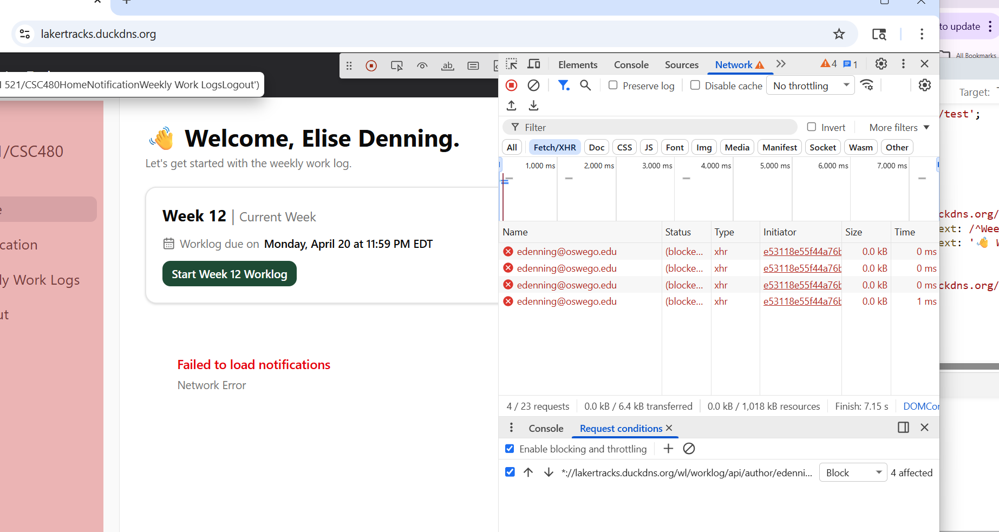 lakertracks.duckdns.org
to update
All Bookmarks
521/CSC480HomeNotificationWeekly Work LogsLogout')
Elements Console Sources Network 4 1
Target:
Preserve log Disable cache No throttling
/test';
Filter Invert More filters
All Fetch/XHR Doc CSS JS Font Img Media Manifest Socket Wasm Other
1,000 ms 2,000 ms 3,000 ms 4,000 ms 5,000 ms 6,000 ms 7,000 ms
/CSC480
cation
ly Work Logs
ut
👋 Welcome, Elise Denning.
Let's get started with the weekly work log.
Week 12 | Current Week
Worklog due on Monday, April 20 at 11:59 PM EDT
Start Week 12 Worklog
Failed to load notifications
Network Error
Name Status Type Initiator Size Time
edenning@oswego.edu (blocke... xhr e53118e55f44a76b 0.0 kB 0 ms
edenning@oswego.edu (blocke... xhr e53118e55f44a76b 0.0 kB 0 ms
edenning@oswego.edu (blocke... xhr e53118e55f44a76b 0.0 kB 0 ms
edenning@oswego.edu (blocke... xhr e53118e55f44a76b 0.0 kB 1 ms
4 / 23 requests 0.0 kB / 6.4 kB transferred 0.0 kB / 1,018 kB resources Finish: 7.15 s DOMCon
Console Request conditions
Enable blocking and throttling
*://lakertracks.duckdns.org/wl/worklog/api/author/edenni... Block 4 affected
ckdns.org/
ext: /^Wee
ext: '👋 W
ckdns.org/